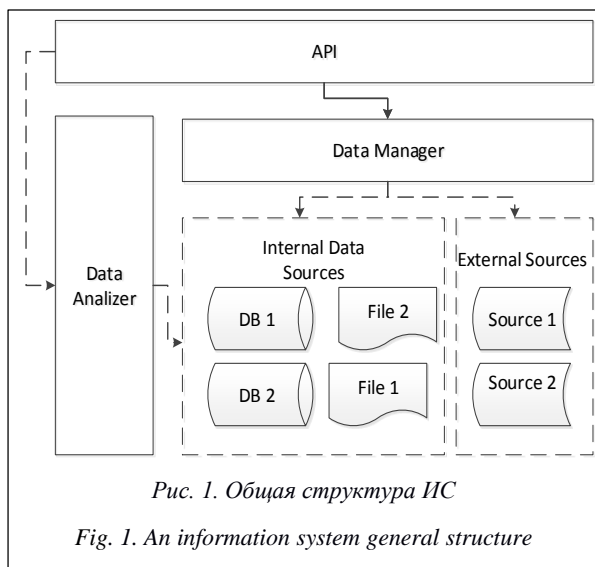 API
Data Manager
Data
Analizer
Internal Data
Sources
External Sources
DB 1
File 2
Source 1
DB 2
File 1
Source 2
Рис. 1. Общая структура ИС
Fig. 1. An information system general structure